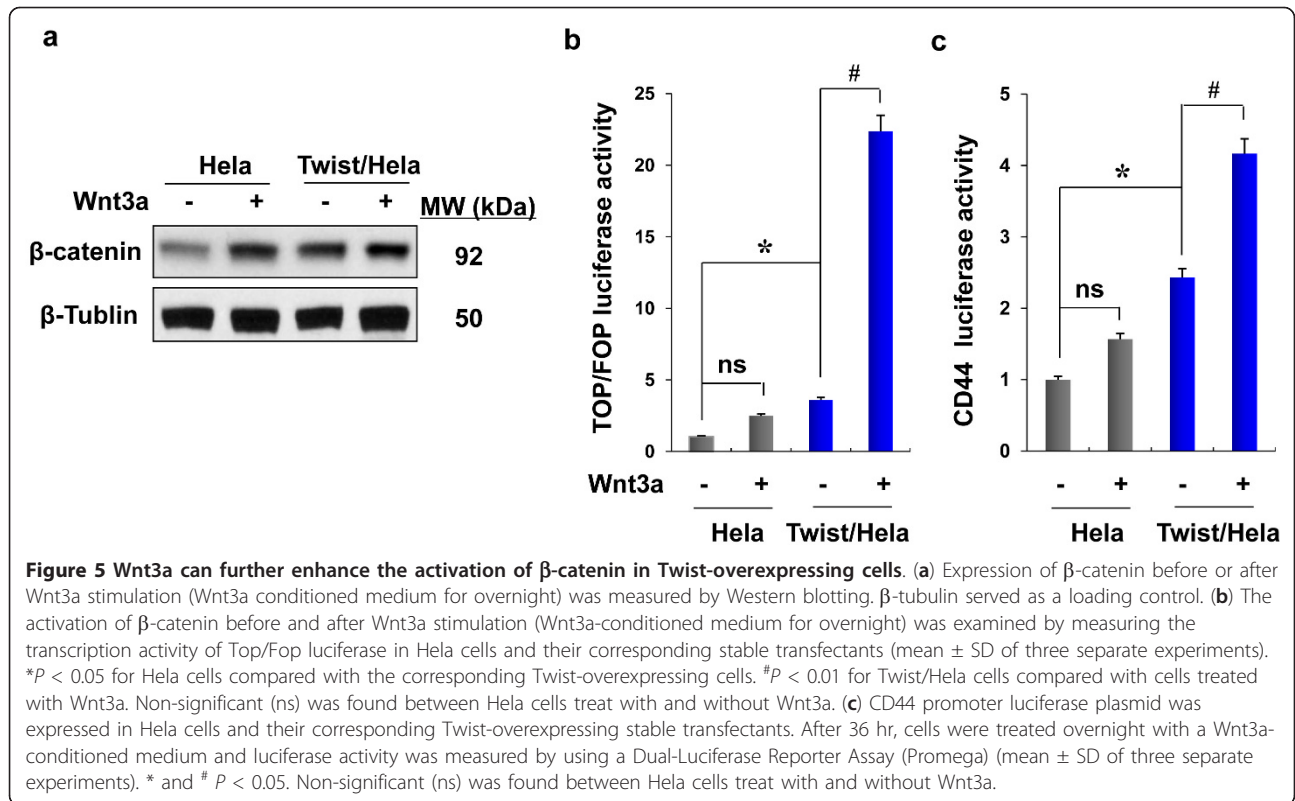 a
Hela Twist/Hela
Wnt3a - + - + MW (kDa)
β-catenin 92
β-Tublin 50
b
TOP/FOP luciferase activity
25
20
15
10
5
0
*
ns
#
Wnt3a - + - +
Hela Twist/Hela
c
CD44 luciferase activity
5
4
3
2
1
0
*
ns
#
- + - +
Hela Twist/Hela
Figure 5 Wnt3a can further enhance the activation of β-catenin in Twist-overexpressing cells. (a) Expression of β-catenin before or after
Wnt3a stimulation (Wnt3a conditioned medium for overnight) was measured by Western blotting. β-tubulin served as a loading control. (b) The
activation of β-catenin before and after Wnt3a stimulation (Wnt3a-conditioned medium for overnight) was examined by measuring the
transcription activity of Top/Fop luciferase in Hela cells and their corresponding stable transfectants (mean ± SD of three separate experiments).
*P < 0.05 for Hela cells compared with the corresponding Twist-overexpressing cells. #P < 0.01 for Twist/Hela cells compared with cells treated
with Wnt3a. Non-significant (ns) was found between Hela cells treat with and without Wnt3a. (c) CD44 promoter luciferase plasmid was
expressed in Hela cells and their corresponding Twist-overexpressing stable transfectants. After 36 hr, cells were treated overnight with a Wnt3a-
conditioned medium and luciferase activity was measured by using a Dual-Luciferase Reporter Assay (Promega) (mean ± SD of three separate
experiments). * and # P < 0.05. Non-significant (ns) was found between Hela cells treat with and without Wnt3a.